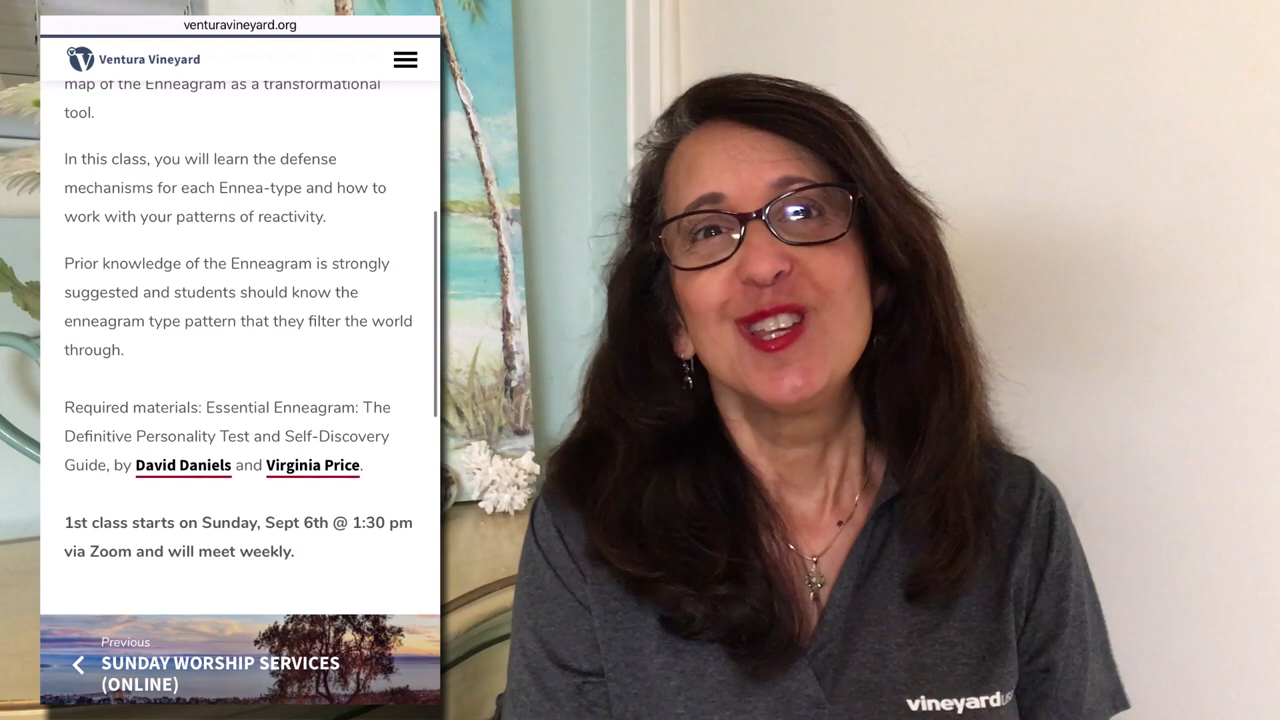 venturavineyard.org
Ventura Vineyard
map of the Enneagram as a transformational
tool.
In this class, you will learn the defense
mechanisms for each Ennea-type and how to
work with your patterns of reactivity.
Prior knowledge of the Enneagram is strongly
suggested and students should know the
enneagram type pattern that they filter the world
through.
Required materials: Essential Enneagram: The
Definitive Personality Test and Self-Discovery
Guide, by David Daniels and Virginia Price.
1st class starts on Sunday, Sept 6th @ 1:30 pm
via Zoom and will meet weekly.
Previous
SUNDAY WORSHIP SERVICES
(ONLINE)
vineyard